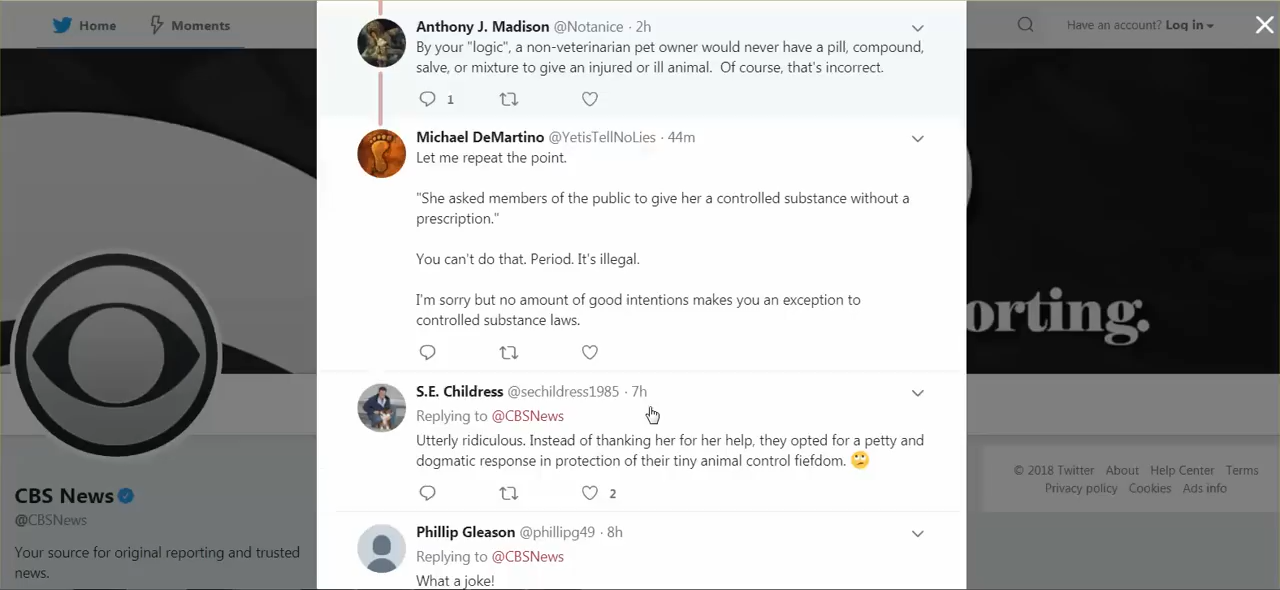 Home
Moments
Have an account? Log in
Anthony J. Madison @Notanice · 2h
By your "logic", a non-veterinarian pet owner would never have a pill, compound,
salve, or mixture to give an injured or ill animal.  Of course, that's incorrect.
1
Michael DeMartino @YetisTellNoLies · 44m
Let me repeat the point.
"She asked members of the public to give her a controlled substance without a
prescription."
You can't do that. Period. It's illegal.
I'm sorry but no amount of good intentions makes you an exception to
controlled substance laws.
S.E. Childress @sechildress1985 · 7h
Replying to @CBSNews
Utterly ridiculous. Instead of thanking her for her help, they opted for a petty and
dogmatic response in protection of their tiny animal control fiefdom. 🙄
2
Phillip Gleason @phillipg49 · 8h
Replying to @CBSNews
What a joke!
CBS News
@CBSNews
Your source for original reporting and trusted
news.
orting.
© 2018 Twitter About Help Center Terms
Privacy policy Cookies Ads info